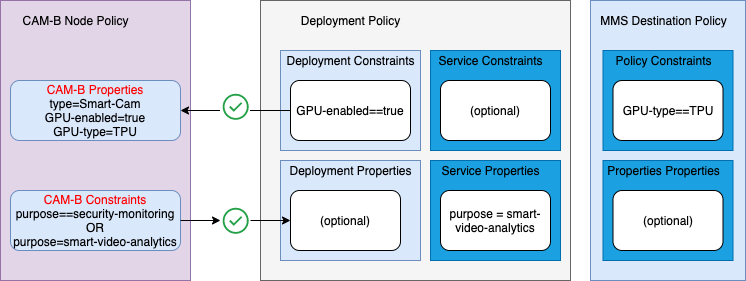 CAM-B Node Policy
CAM-B Properties
type=Smart-Cam
GPU-enabled=true
GPU-type=TPU
CAM-B Constraints
purpose==security-monitoring
OR
purpose=smart-video-analytics
Deployment Policy
Deployment Constraints
GPU-enabled==true
Service Constraints
(optional)
Deployment Properties
(optional)
Service Properties
purpose = smart-
video-analytics
MMS Destination Policy
Policy Constraints
GPU-type==TPU
Properties Properties
(optional)